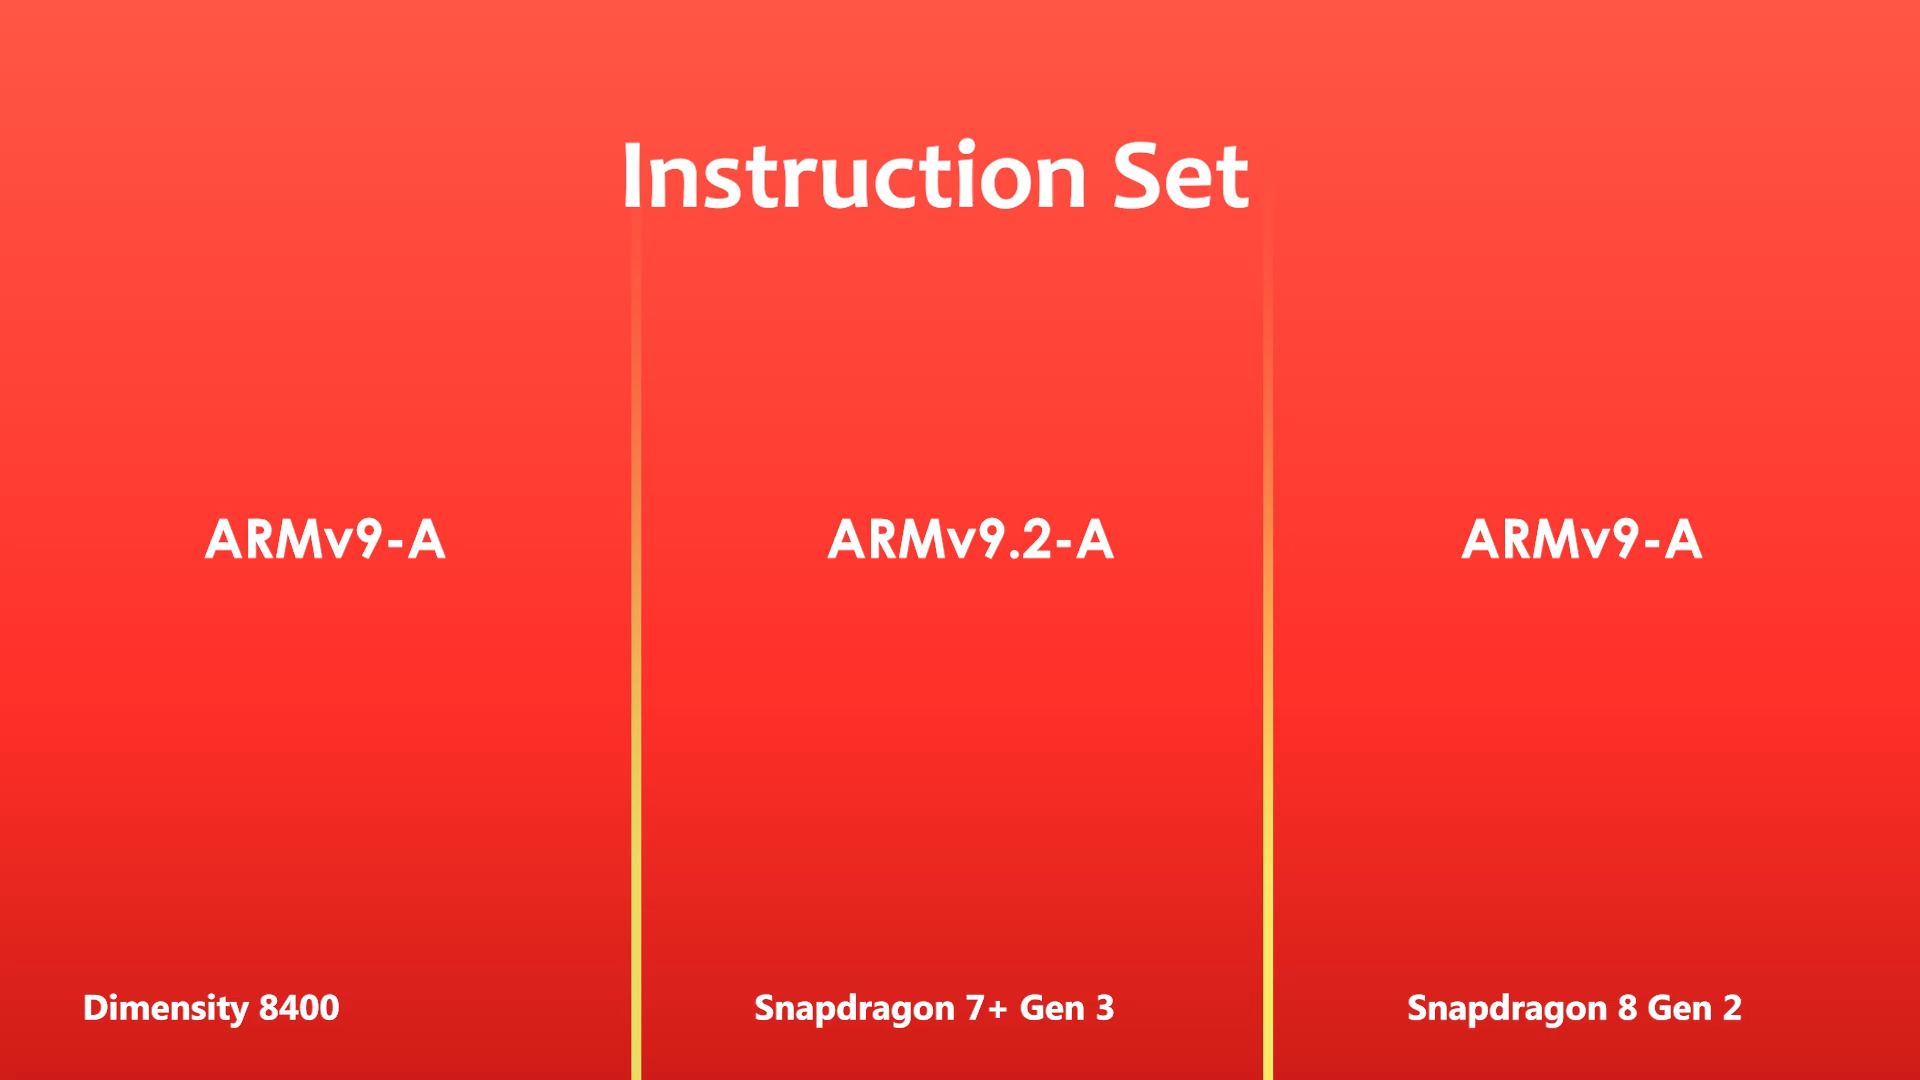 Instruction Set
ARMv9-A
ARMv9.2-A
ARMv9-A
Dimensity 8400
Snapdragon 7+ Gen 3
Snapdragon 8 Gen 2